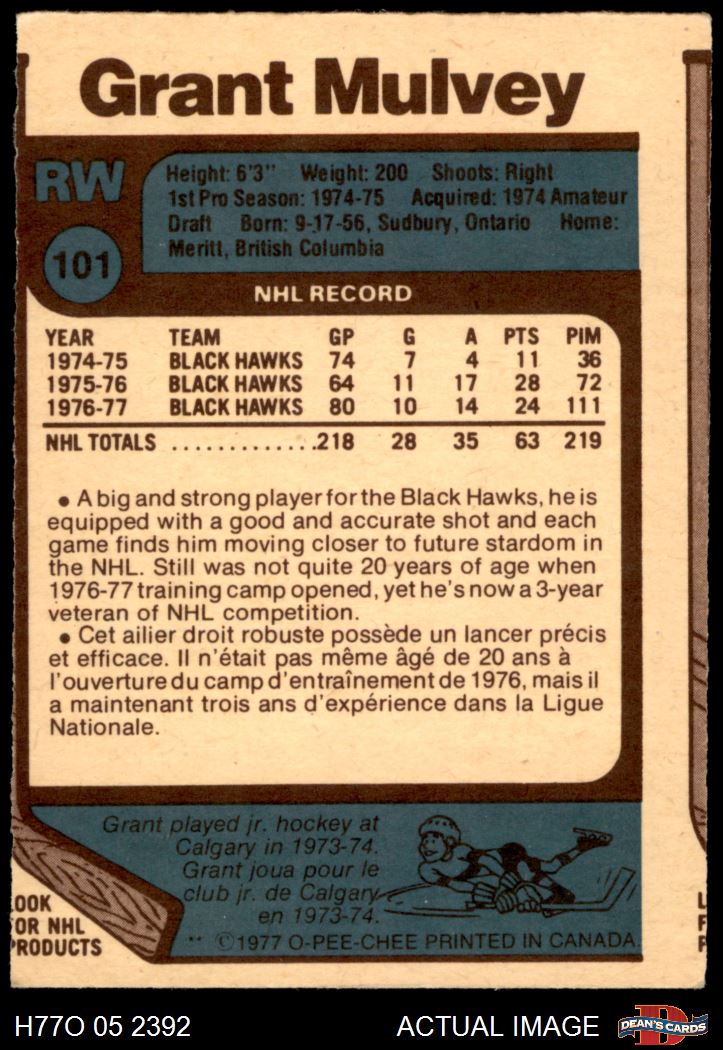 Grant Mulvey
RW
101
Height: 6'3" Weight: 200 Shoots: Right
1st Pro Season: 1974-75 Acquired: 1974 Amateur
Draft Born: 9-17-56, Sudbury, Ontario Home:
Meritt, British Columbia
NHL RECORD
YEAR TEAM GP G A PTS PIM
1974-75 BLACK HAWKS 74 7 4 11 36
1975-76 BLACK HAWKS 64 11 17 28 72
1976-77 BLACK HAWKS 80 10 14 24 111
NHL TOTALS .............218 28 35 63 219
• A big and strong player for the Black Hawks, he is
equipped with a good and accurate shot and each
game finds him moving closer to future stardom in
the NHL. Still was not quite 20 years of age when
1976-77 training camp opened, yet he's now a 3-year
veteran of NHL competition.
• Cet ailier droit robuste possède un lancer précis
et efficace. Il n'était pas même âgé de 20 ans à
l'ouverture du camp d'entraînement de 1976, mais il
a maintenant trois ans d'expérience dans la Ligue
Nationale.
Grant played jr. hockey at
Calgary in 1973-74.
Grant joua pour le
club jr. de Calgary
en 1973-74.
OOK
OR NHL
PRODUCTS
L
F
P
** ©1977 O-PEE-CHEE PRINTED IN CANADA.
H77O 05 2392
ACTUAL IMAGE
D
DEAN'S CARDS